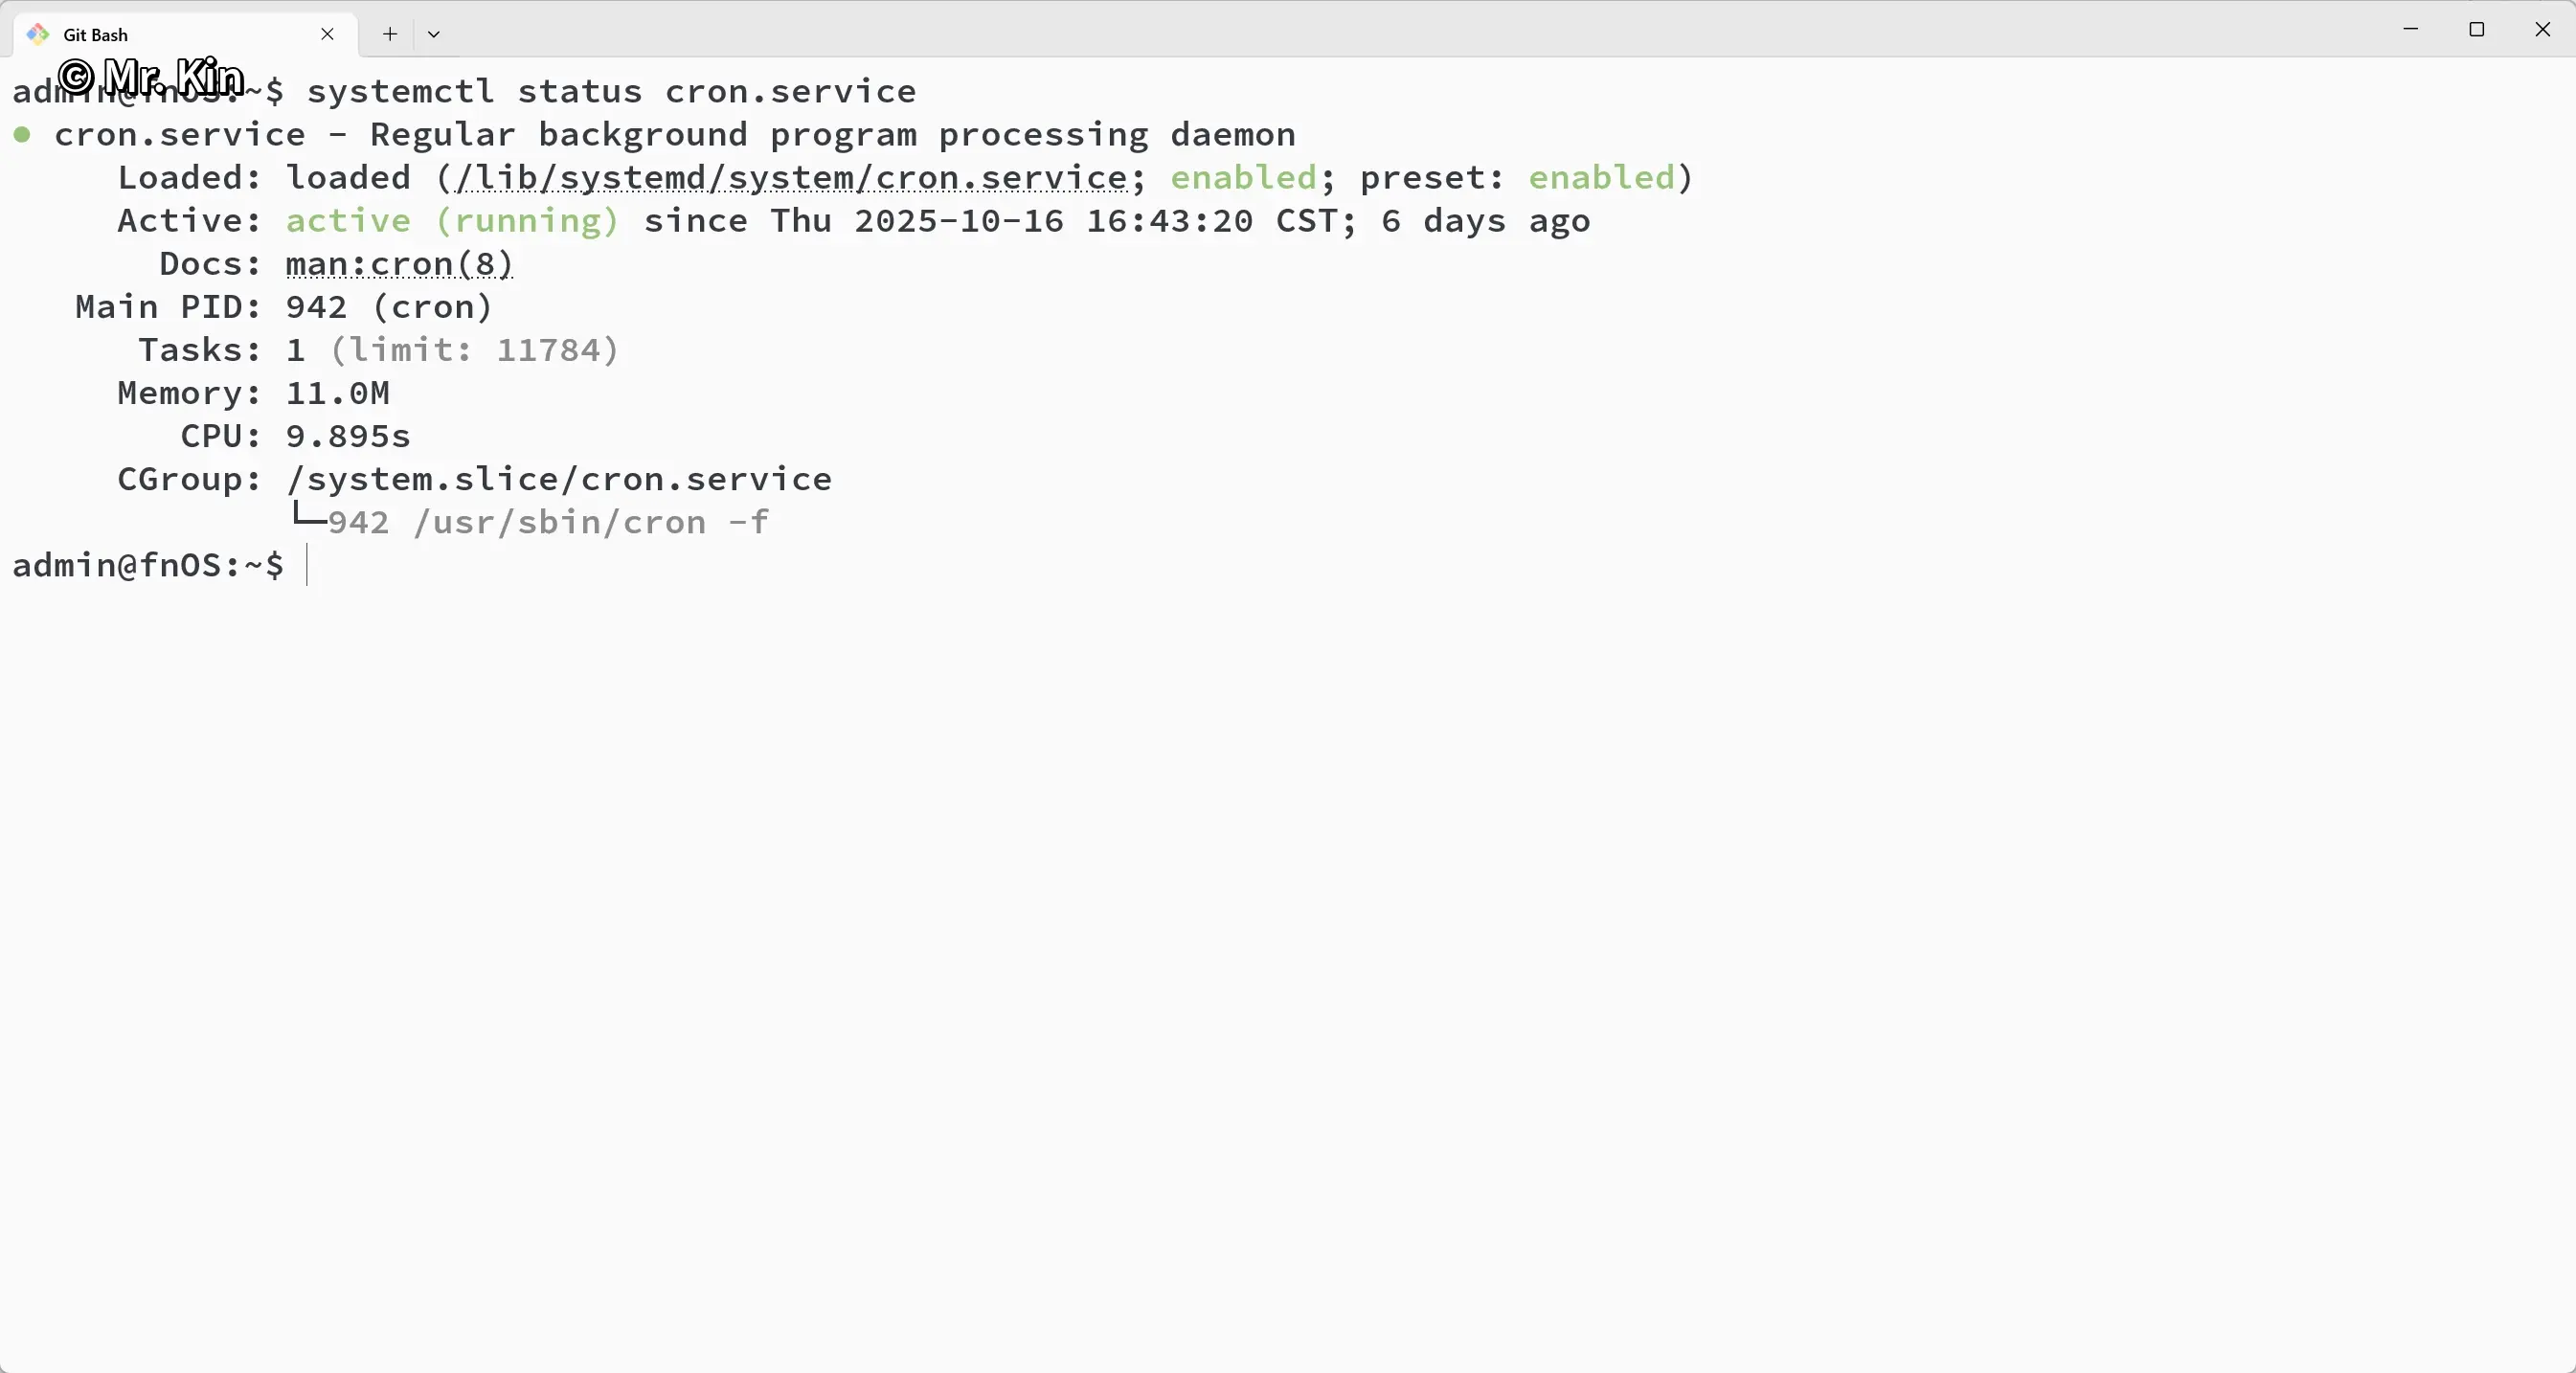 Git Bash
© Mr. Kin
admin@fnOS:~$ systemctl status cron.service
● cron.service - Regular background program processing daemon
     Loaded: loaded (/lib/systemd/system/cron.service; enabled; preset: enabled)
     Active: active (running) since Thu 2025-10-16 16:43:20 CST; 6 days ago
       Docs: man:cron(8)
   Main PID: 942 (cron)
      Tasks: 1 (limit: 11784)
     Memory: 11.0M
        CPU: 9.895s
     CGroup: /system.slice/cron.service
             └─942 /usr/sbin/cron -f
admin@fnOS:~$